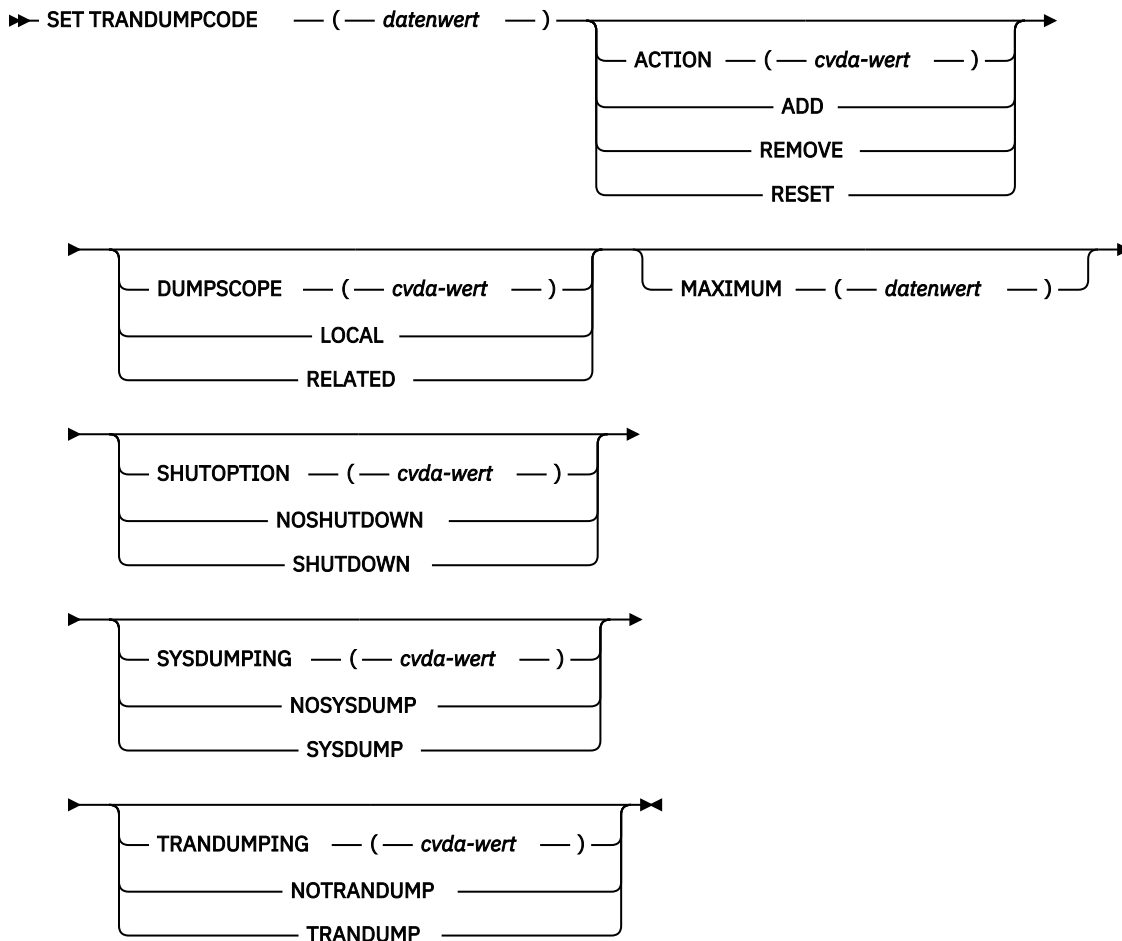 SET TRANDUMPCODE ( datenwert )
ACTION ( cvda-wert )
ADD
REMOVE
RESET
DUMPSCOPE ( cvda-wert )
LOCAL
RELATED
MAXIMUM ( datenwert )
SHUTOPTION ( cvda-wert )
NOSHUTDOWN
SHUTDOWN
SYSDUMPING ( cvda-wert )
NOSYSDUMP
SYSDUMP
TRANDUMPING ( cvda-wert )
NOTRANDUMP
TRANDUMP